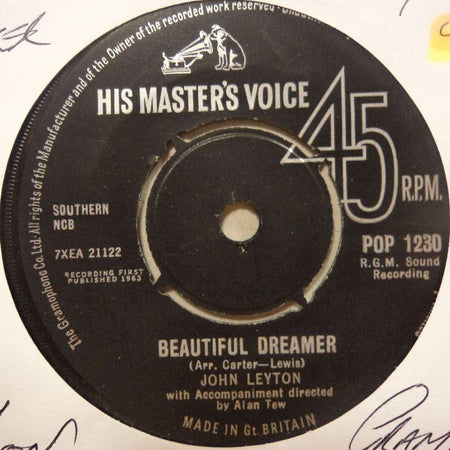 The Gramophone Co. Ltd. All rights of the Manufacturer and of the Owner of the recorded work reserved
HIS MASTER'S VOICE
45
R.P.M.
SOUTHERN
NCB
7XEA 21122
RECORDING FIRST
PUBLISHED 1963
POP 1230
R.G.M. Sound
Recording
BEAUTIFUL DREAMER
(Arr. Carter—Lewis)
JOHN LEYTON
with Accompaniment directed
by Alan Tew
MADE IN Gt. BRITAIN